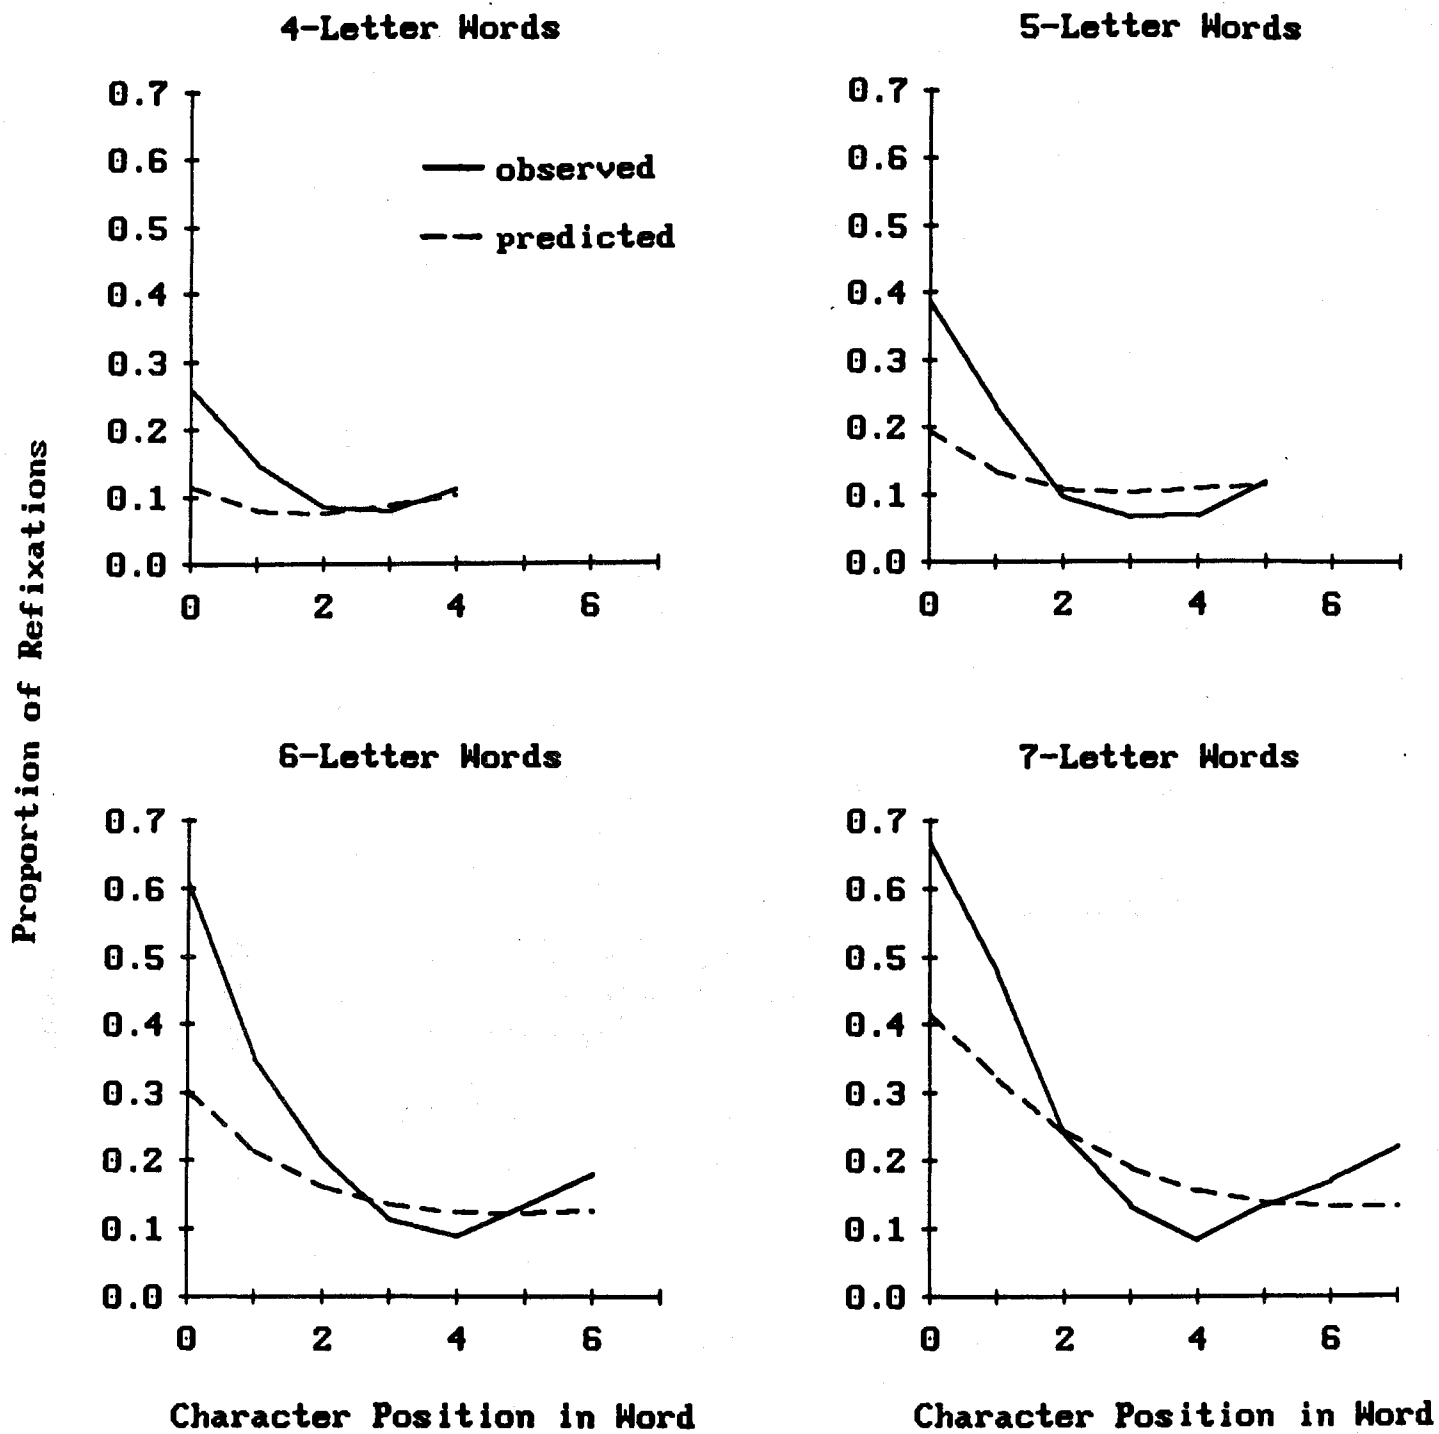 4-Letter Words
0.7
0.6
0.5
0.4
0.3
0.2
0.1
0.0
0 2 4 6
observed
predicted
5-Letter Words
0.7
0.6
0.5
0.4
0.3
0.2
0.1
0.0
0 2 4 6
Proportion of Refixations
6-Letter Words
0.7
0.6
0.5
0.4
0.3
0.2
0.1
0.0
0 2 4 6
Character Position in Word
7-Letter Words
0.7
0.6
0.5
0.4
0.3
0.2
0.1
0.0
0 2 4 6
Character Position in Word